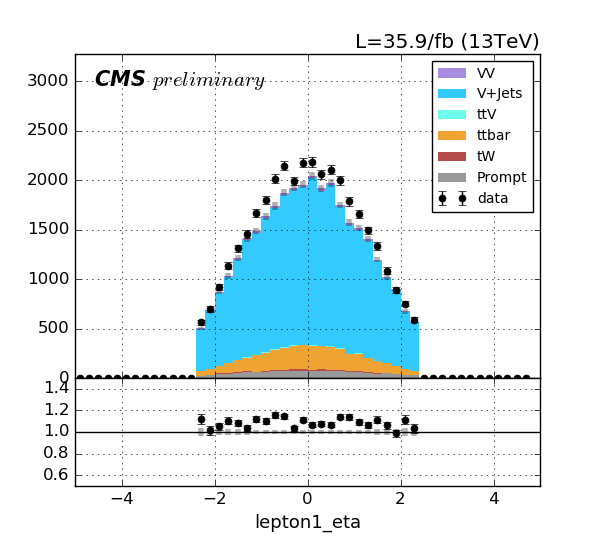 L=35.9/fb (13TeV)
CMS preliminary
VV
V+Jets
ttV
ttbar
tW
Prompt
data
3000
2500
2000
1500
1000
500
0
1.4
1.2
1.0
0.8
0.6
−4 −2 0 2 4
lepton1_eta